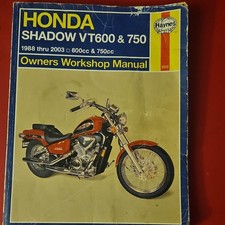 HONDA
SHADOW VT600 & 750
1988 thru 2003 □ 600cc & 750cc
Owners Workshop Manual
Haynes